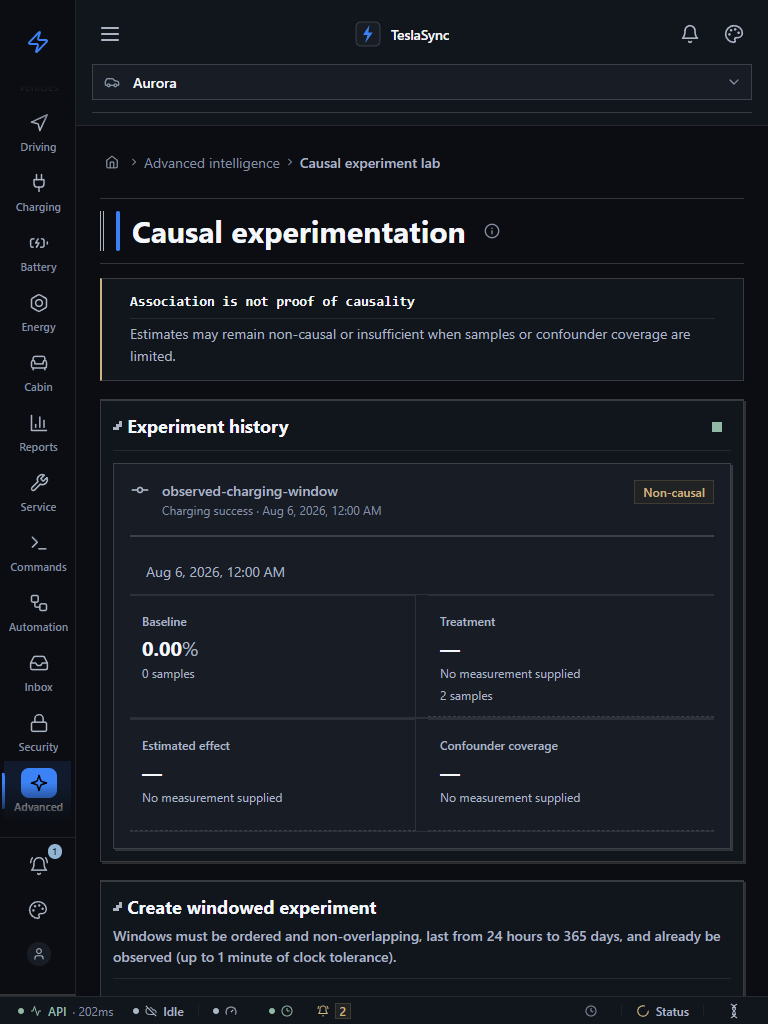 TeslaSync
Aurora
Driving
Charging
Battery
Energy
Cabin
Reports
Service
Commands
Automation
Inbox
Security
Advanced
1
Advanced intelligence
Causal experiment lab
Causal experimentation
Association is not proof of causality
Estimates may remain non-causal or insufficient when samples or confounder coverage are
limited.
Experiment history
observed-charging-window
Non-causal
Charging success · Aug 6, 2026, 12:00 AM
Aug 6, 2026, 12:00 AM
Baseline
0.00%
0 samples
Treatment
—
No measurement supplied
2 samples
Estimated effect
—
No measurement supplied
Confounder coverage
—
No measurement supplied
Create windowed experiment
Windows must be ordered and non-overlapping, last from 24 hours to 365 days, and already be
observed (up to 1 minute of clock tolerance).
API · 202ms
Idle
2
Status